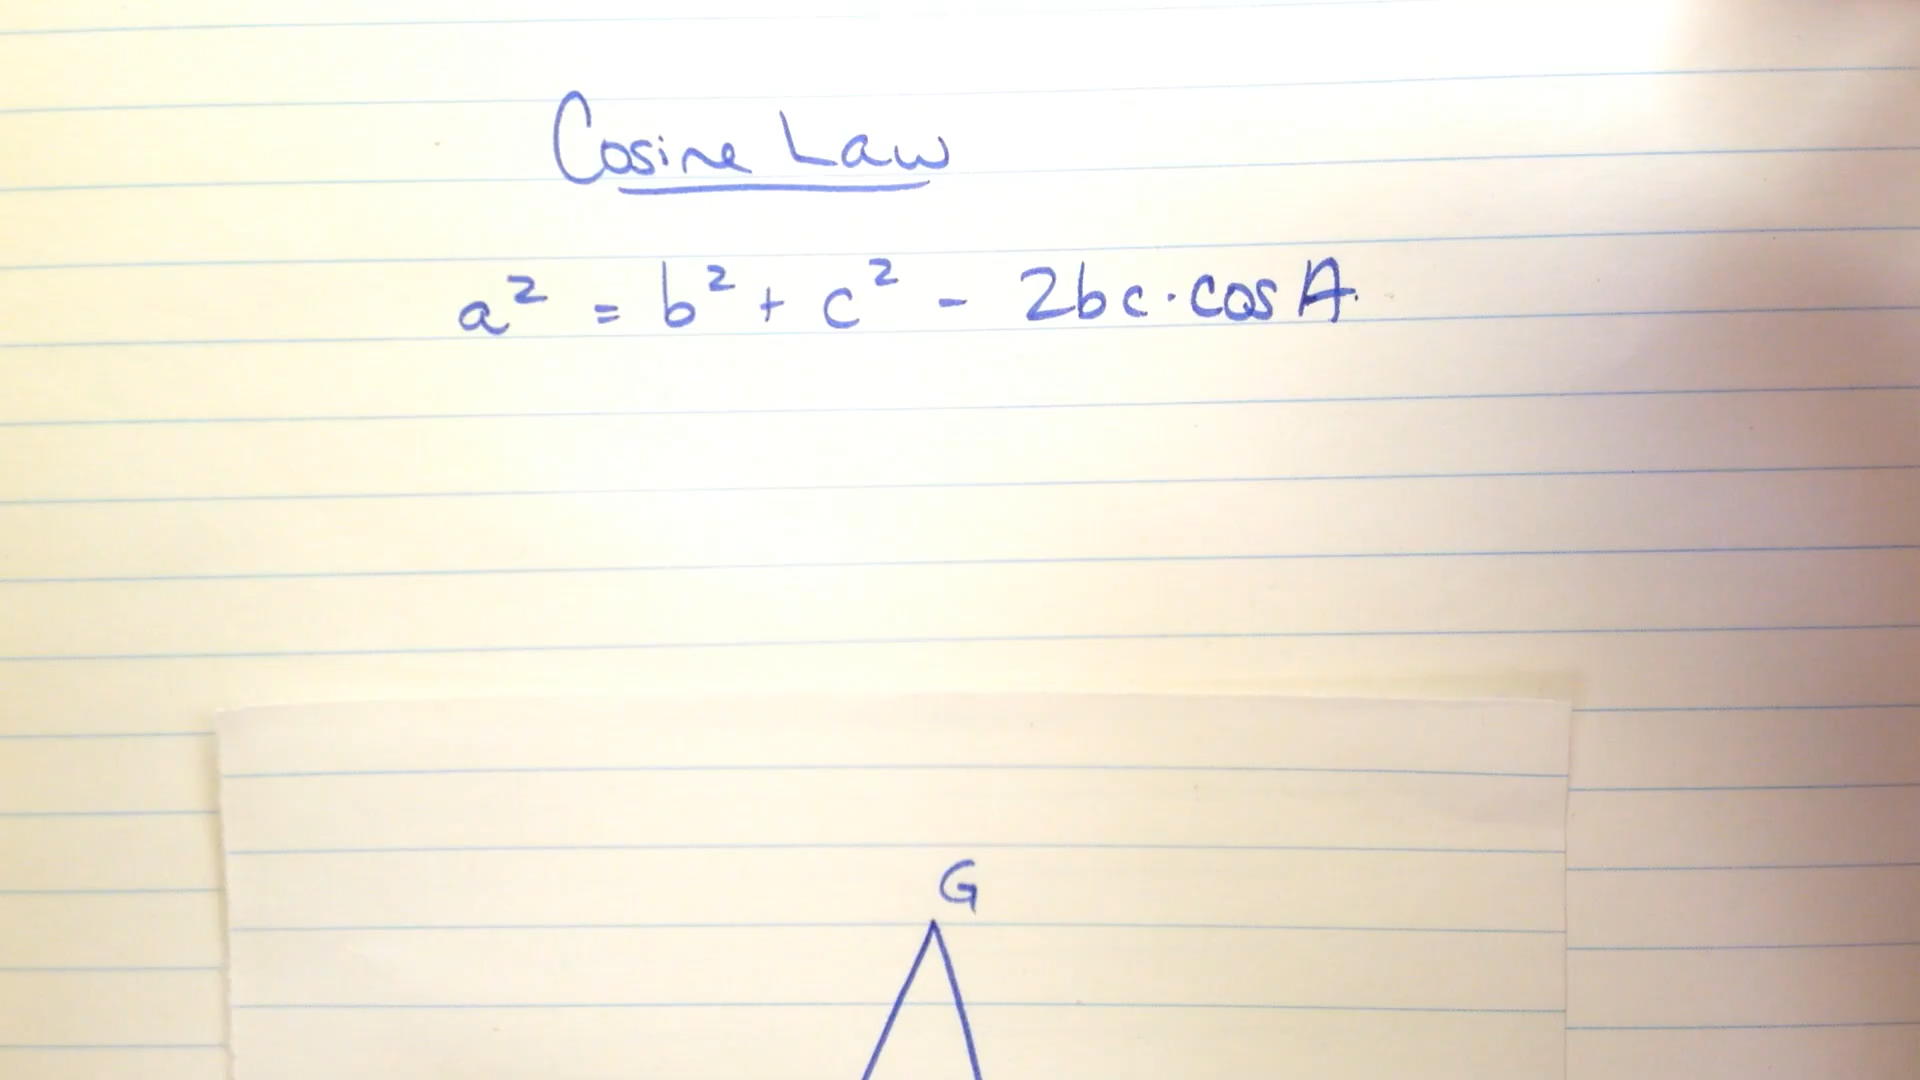 Cosine Law
a² = b² + c² - 2bc·cos A
G